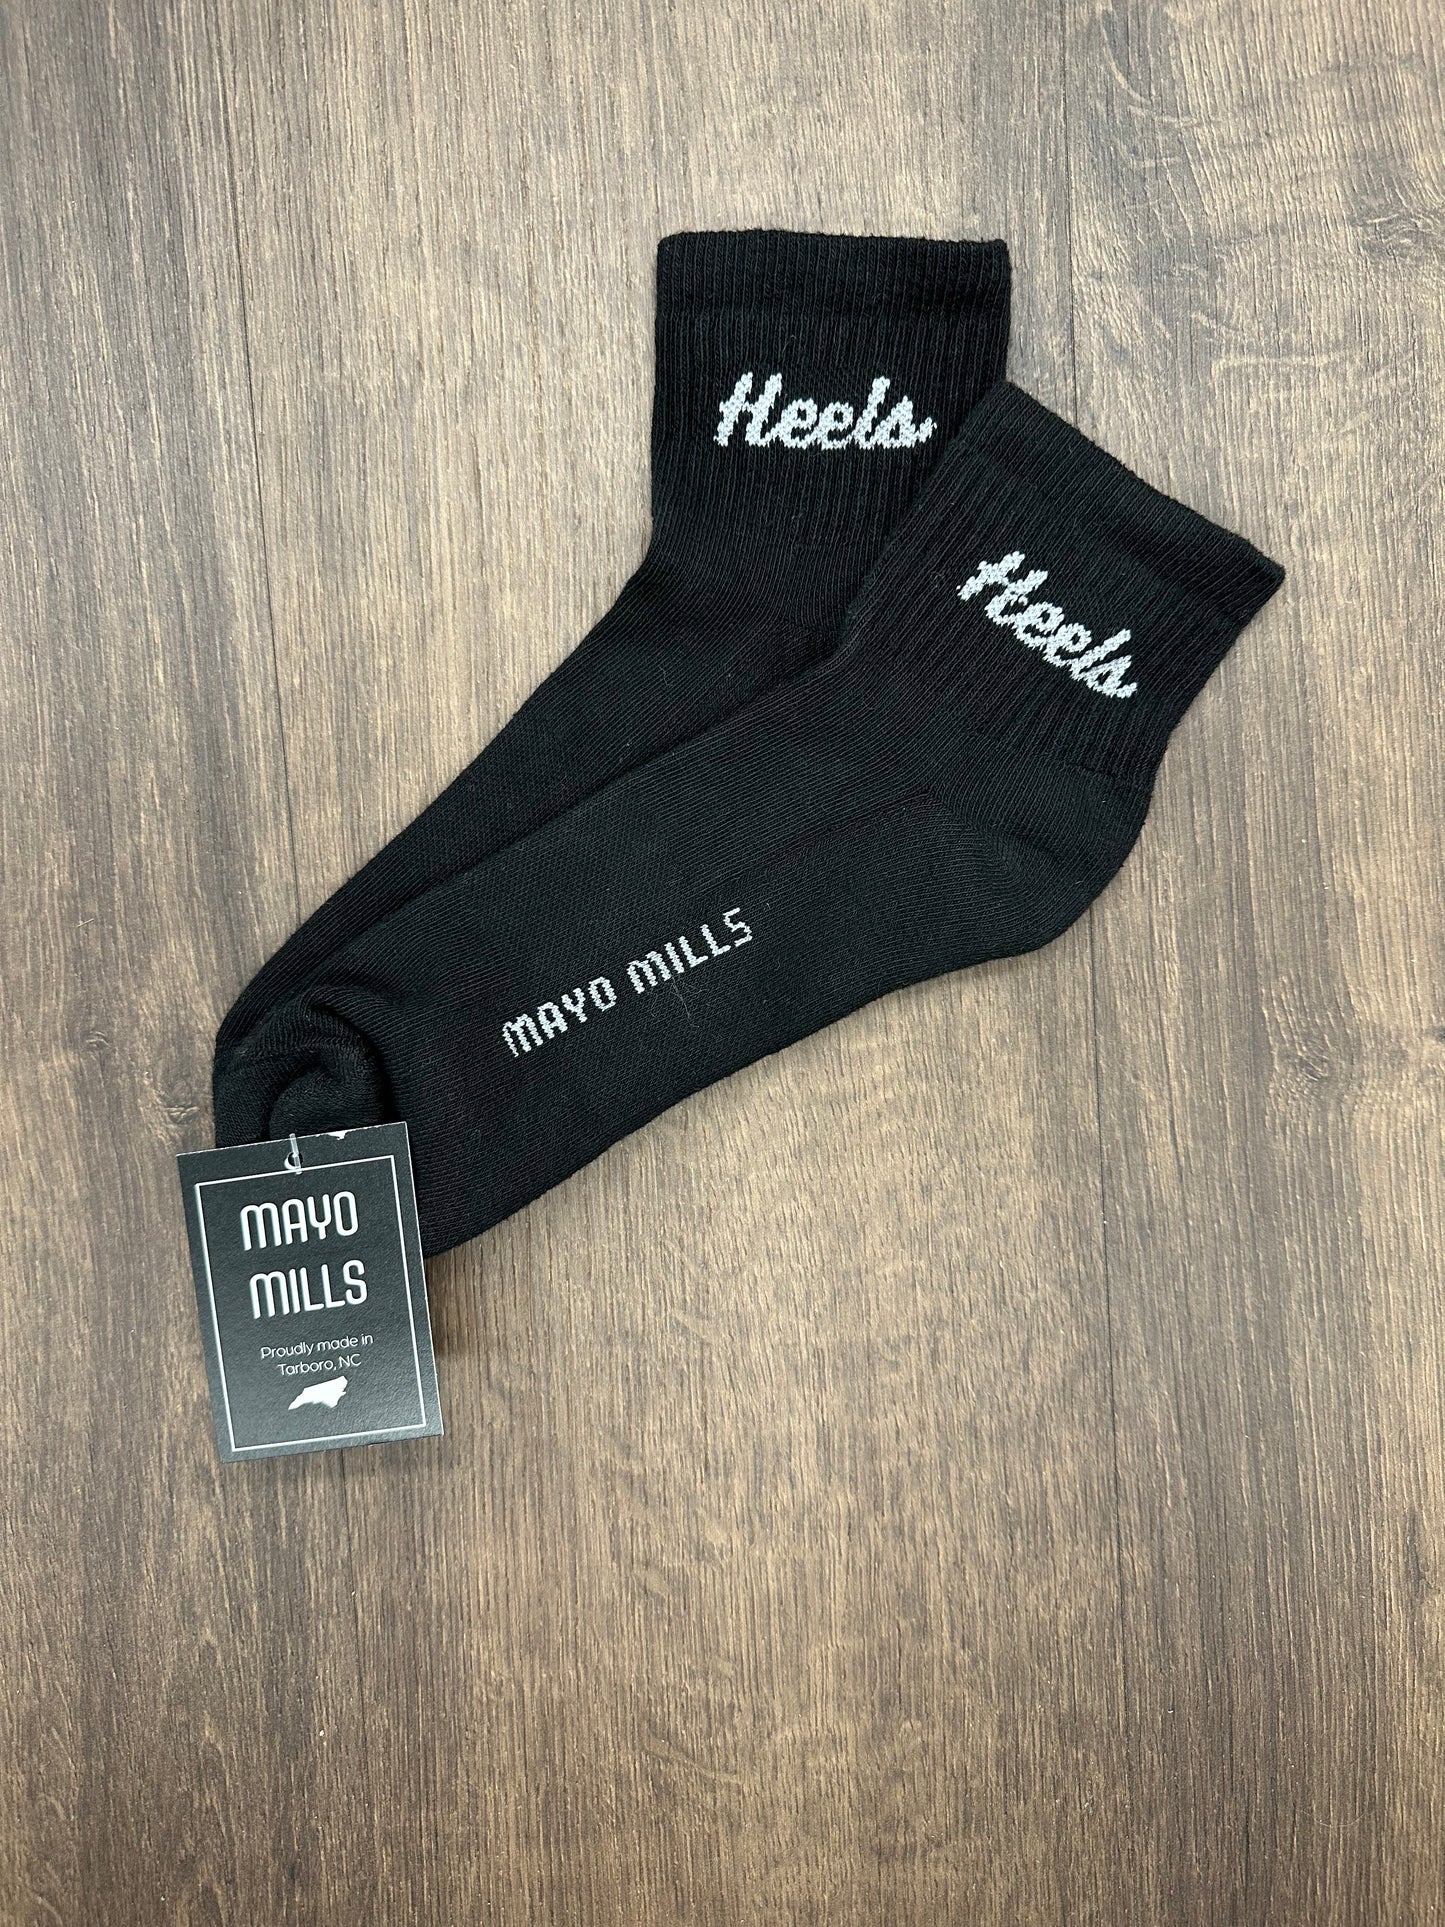 Heels
Heels
MAYO MILLS
MAYO
MILLS
Proudly made in
Tarboro, NC